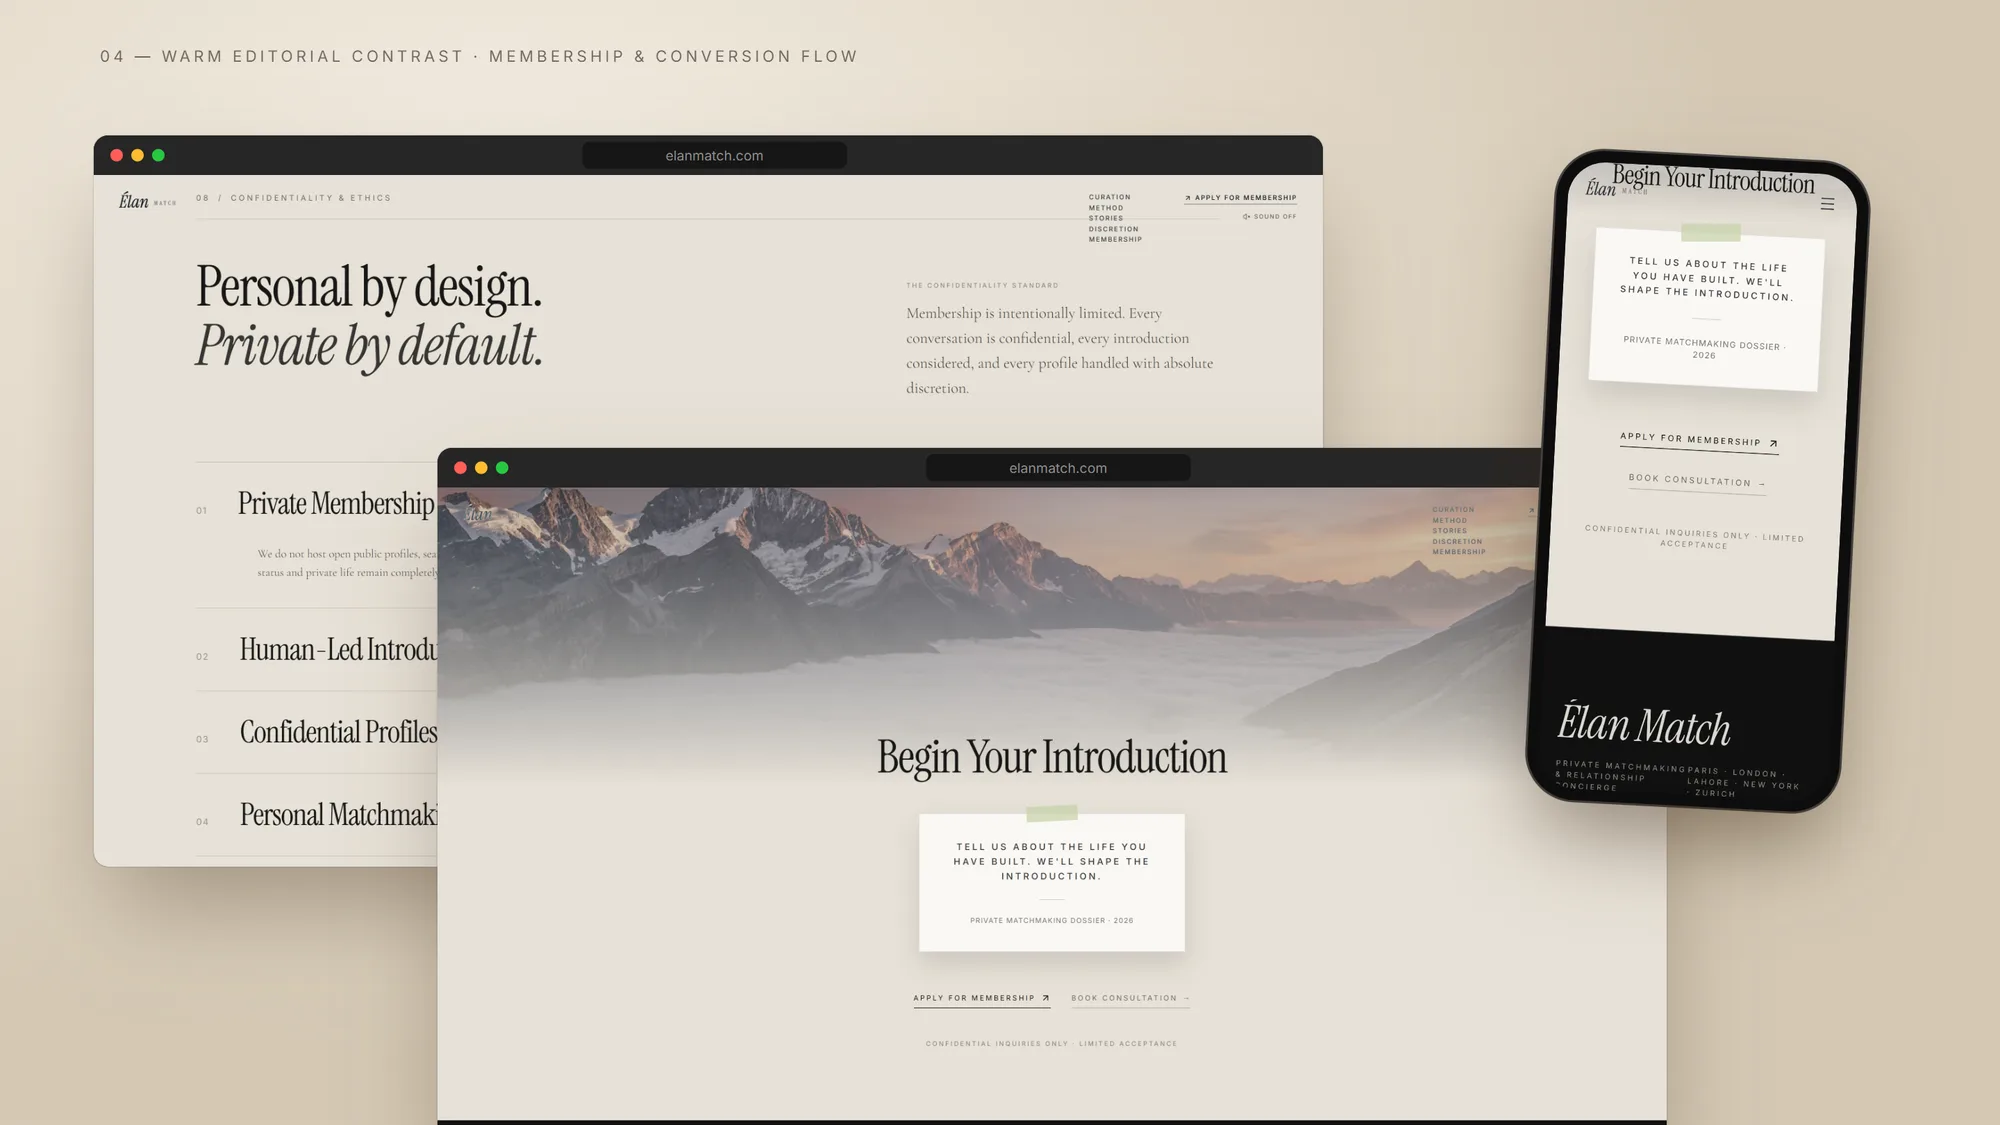 04 — WARM EDITORIAL CONTRAST · MEMBERSHIP & CONVERSION FLOW
elanmatch.com
Élan MATCH
08 / CONFIDENTIALITY & ETHICS
CURATION
METHOD
STORIES
DISCRETION
MEMBERSHIP
APPLY FOR MEMBERSHIP
SOUND OFF
Personal by design.
Private by default.
THE CONFIDENTIALITY STANDARD
Membership is intentionally limited. Every
conversation is confidential, every introduction
considered, and every profile handled with absolute
discretion.
01 Private Membership
We do not host open public profiles, sea
status and private life remain completely
02 Human-Led Introdu
03 Confidential Profiles
04 Personal Matchmaki
elanmatch.com
Élan
CURATION
METHOD
STORIES
DISCRETION
MEMBERSHIP
Begin Your Introduction
TELL US ABOUT THE LIFE YOU
HAVE BUILT. WE'LL SHAPE THE
INTRODUCTION.
PRIVATE MATCHMAKING DOSSIER · 2026
APPLY FOR MEMBERSHIP
BOOK CONSULTATION →
CONFIDENTIAL INQUIRIES ONLY · LIMITED ACCEPTANCE
Begin Your Introduction
Élan MATCH
TELL US ABOUT THE LIFE
YOU HAVE BUILT. WE'LL
SHAPE THE INTRODUCTION.
PRIVATE MATCHMAKING DOSSIER ·
2026
APPLY FOR MEMBERSHIP
BOOK CONSULTATION →
CONFIDENTIAL INQUIRIES ONLY · LIMITED
ACCEPTANCE
Élan Match
PRIVATE MATCHMAKING
& RELATIONSHIP
CONCIERGE
PARIS · LONDON ·
LAHORE · NEW YORK
· ZURICH